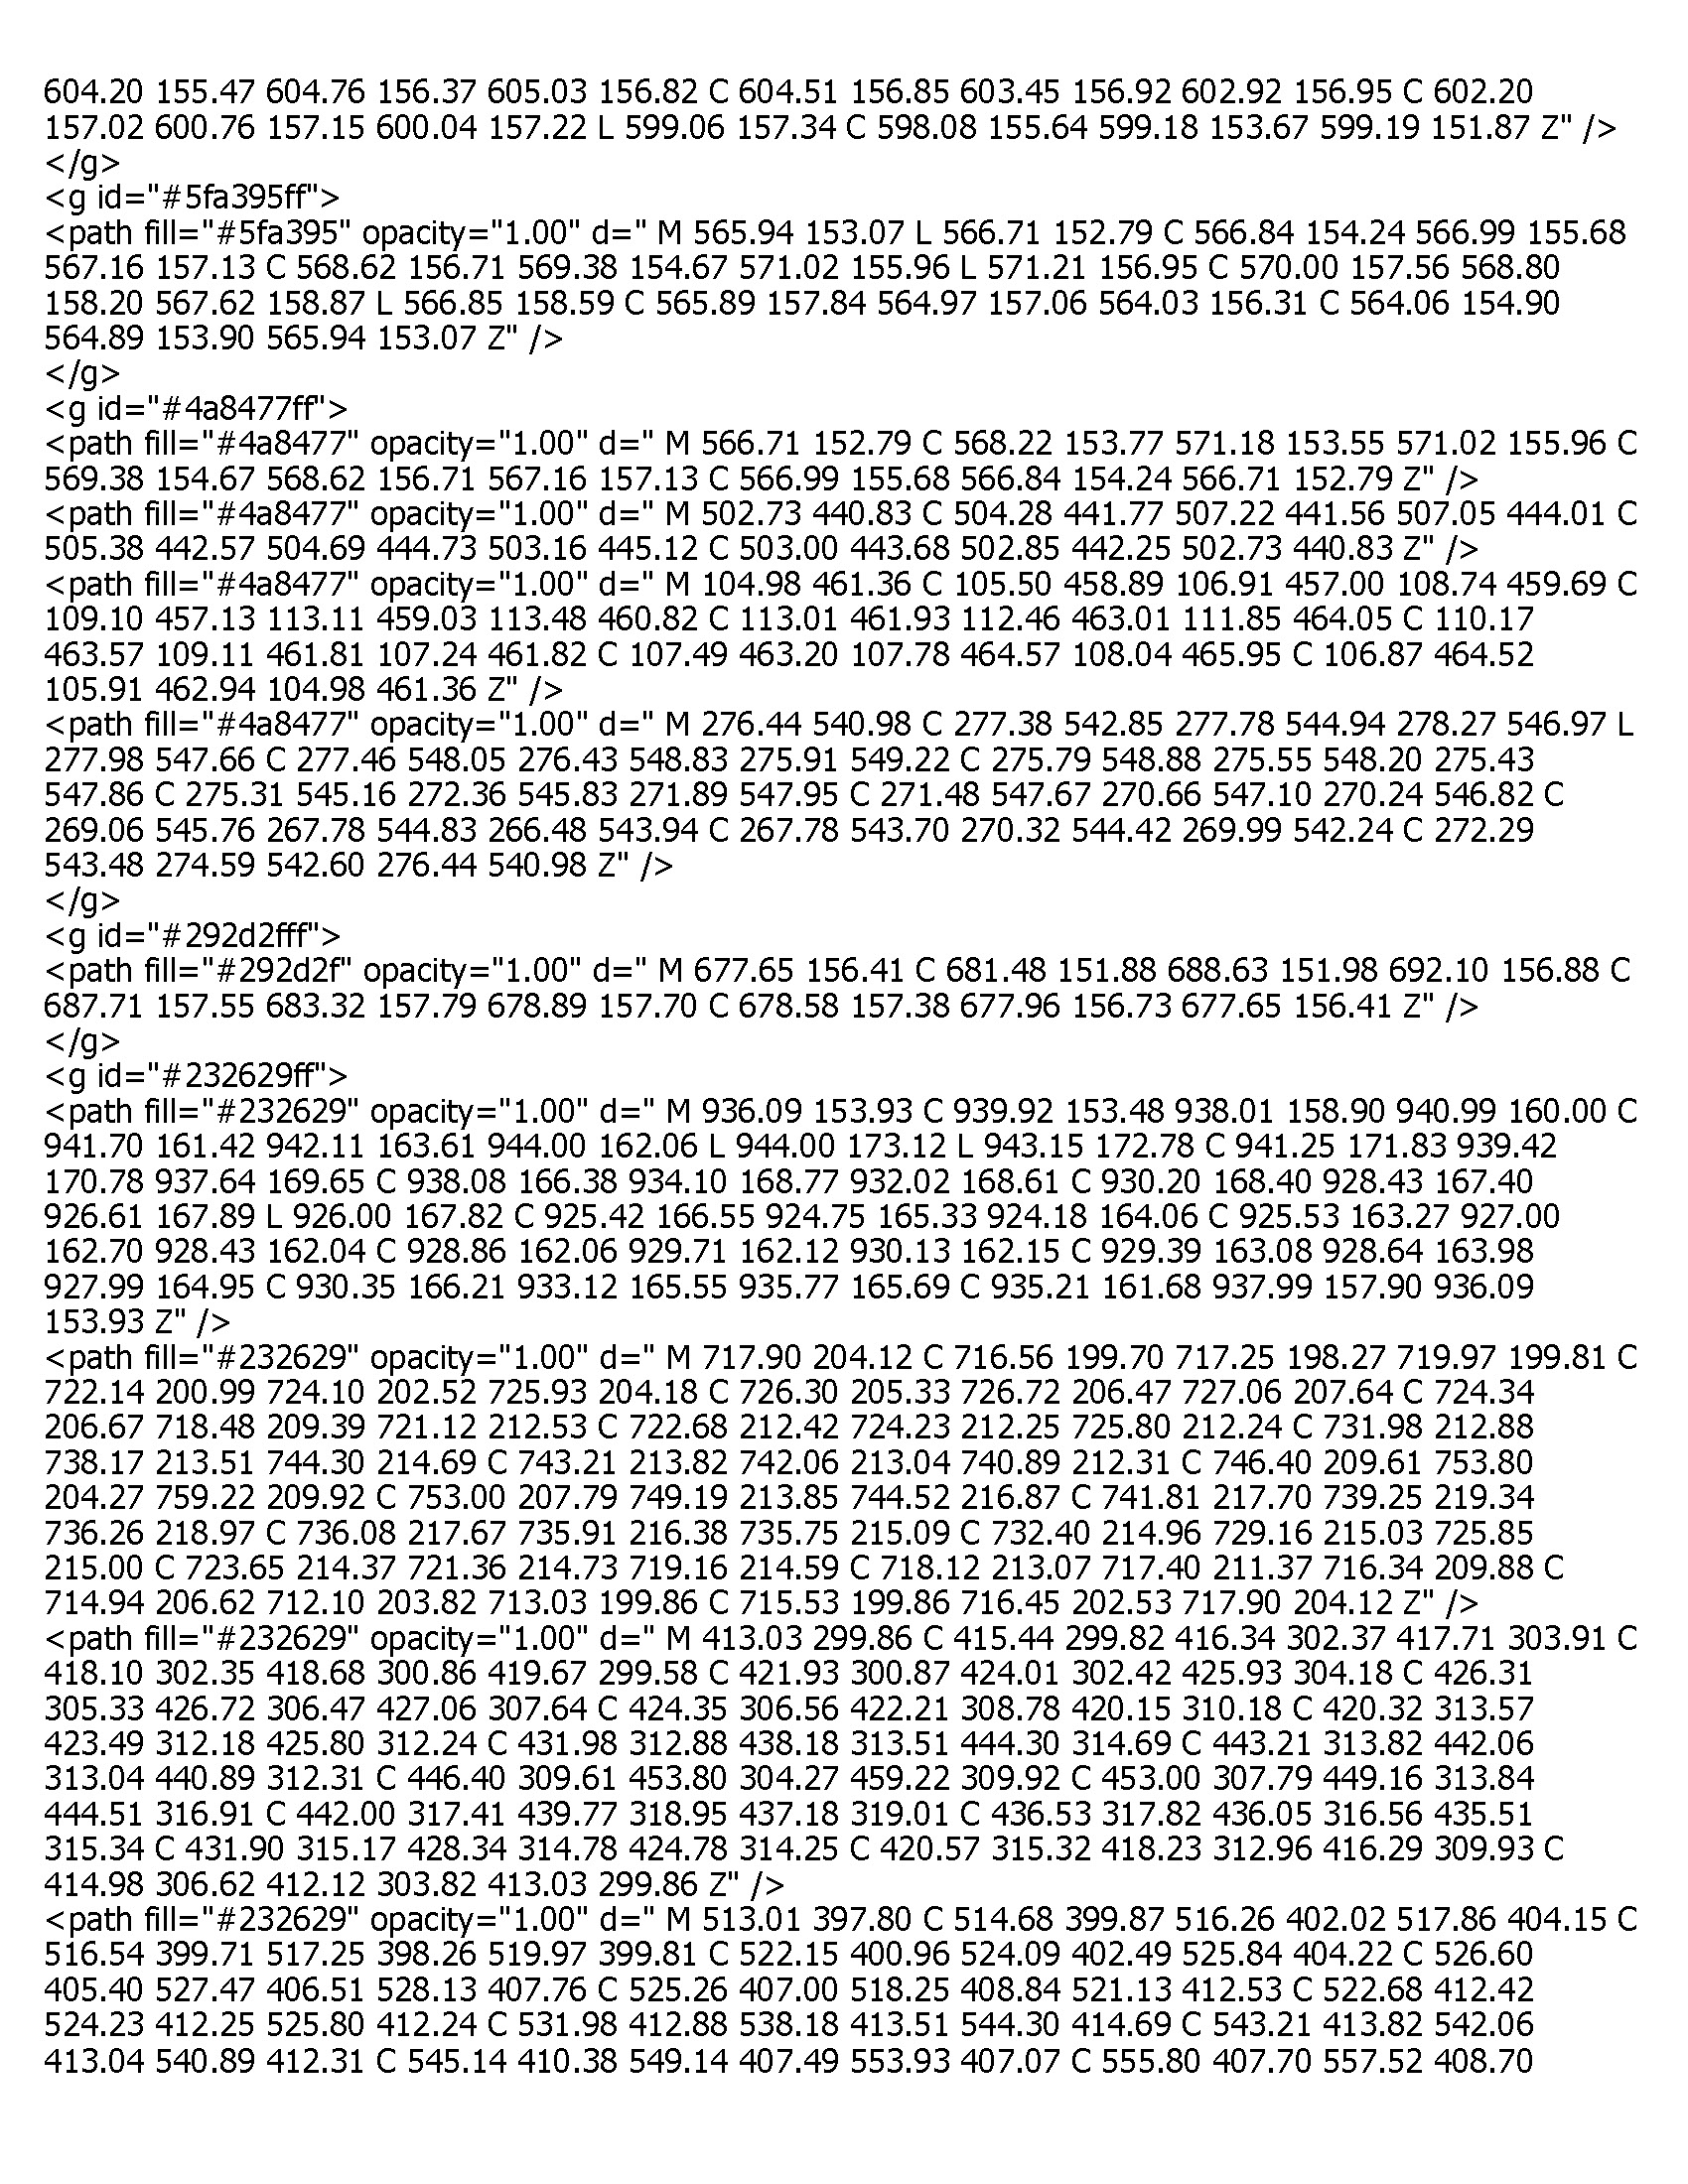 604.20 155.47 604.76 156.37 605.03 156.82 C 604.51 156.85 603.45 156.92 602.92 156.95 C 602.20
157.02 600.76 157.15 600.04 157.22 L 599.06 157.34 C 598.08 155.64 599.18 153.67 599.19 151.87 Z" />
</g>
<g id="#5fa395ff">
<path fill="#5fa395" opacity="1.00" d=" M 565.94 153.07 L 566.71 152.79 C 566.84 154.24 566.99 155.68
567.16 157.13 C 568.62 156.71 569.38 154.67 571.02 155.96 L 571.21 156.95 C 570.00 157.56 568.80
158.20 567.62 158.87 L 566.85 158.59 C 565.89 157.84 564.97 157.06 564.03 156.31 C 564.06 154.90
564.89 153.90 565.94 153.07 Z" />
</g>
<g id="#4a8477ff">
<path fill="#4a8477" opacity="1.00" d=" M 566.71 152.79 C 568.22 153.77 571.18 153.55 571.02 155.96 C
569.38 154.67 568.62 156.71 567.16 157.13 C 566.99 155.68 566.84 154.24 566.71 152.79 Z" />
<path fill="#4a8477" opacity="1.00" d=" M 502.73 440.83 C 504.28 441.77 507.22 441.56 507.05 444.01 C
505.38 442.57 504.69 444.73 503.16 445.12 C 503.00 443.68 502.85 442.25 502.73 440.83 Z" />
<path fill="#4a8477" opacity="1.00" d=" M 104.98 461.36 C 105.50 458.89 106.91 457.00 108.74 459.69 C
109.10 457.13 113.11 459.03 113.48 460.82 C 113.01 461.93 112.46 463.01 111.85 464.05 C 110.17
463.57 109.11 461.81 107.24 461.82 C 107.49 463.20 107.78 464.57 108.04 465.95 C 106.87 464.52
105.91 462.94 104.98 461.36 Z" />
<path fill="#4a8477" opacity="1.00" d=" M 276.44 540.98 C 277.38 542.85 277.78 544.94 278.27 546.97 L
277.98 547.66 C 277.46 548.05 276.43 548.83 275.91 549.22 C 275.79 548.88 275.55 548.20 275.43
547.86 C 275.31 545.16 272.36 545.83 271.89 547.95 C 271.48 547.67 270.66 547.10 270.24 546.82 C
269.06 545.76 267.78 544.83 266.48 543.94 C 267.78 543.70 270.32 544.42 269.99 542.24 C 272.29
543.48 274.59 542.60 276.44 540.98 Z" />
</g>
<g id="#292d2fff">
<path fill="#292d2f" opacity="1.00" d=" M 677.65 156.41 C 681.48 151.88 688.63 151.98 692.10 156.88 C
687.71 157.55 683.32 157.79 678.89 157.70 C 678.58 157.38 677.96 156.73 677.65 156.41 Z" />
</g>
<g id="#232629ff">
<path fill="#232629" opacity="1.00" d=" M 936.09 153.93 C 939.92 153.48 938.01 158.90 940.99 160.00 C
941.70 161.42 942.11 163.61 944.00 162.06 L 944.00 173.12 L 943.15 172.78 C 941.25 171.83 939.42
170.78 937.64 169.65 C 938.08 166.38 934.10 168.77 932.02 168.61 C 930.20 168.40 928.43 167.40
926.61 167.89 L 926.00 167.82 C 925.42 166.55 924.75 165.33 924.18 164.06 C 925.53 163.27 927.00
162.70 928.43 162.04 C 928.86 162.06 929.71 162.12 930.13 162.15 C 929.39 163.08 928.64 163.98
927.99 164.95 C 930.35 166.21 933.12 165.55 935.77 165.69 C 935.21 161.68 937.99 157.90 936.09
153.93 Z" />
<path fill="#232629" opacity="1.00" d=" M 717.90 204.12 C 716.56 199.70 717.25 198.27 719.97 199.81 C
722.14 200.99 724.10 202.52 725.93 204.18 C 726.30 205.33 726.72 206.47 727.06 207.64 C 724.34
206.67 718.48 209.39 721.12 212.53 C 722.68 212.42 724.23 212.25 725.80 212.24 C 731.98 212.88
738.17 213.51 744.30 214.69 C 743.21 213.82 742.06 213.04 740.89 212.31 C 746.40 209.61 753.80
204.27 759.22 209.92 C 753.00 207.79 749.19 213.85 744.52 216.87 C 741.81 217.70 739.25 219.34
736.26 218.97 C 736.08 217.67 735.91 216.38 735.75 215.09 C 732.40 214.96 729.16 215.03 725.85
215.00 C 723.65 214.37 721.36 214.73 719.16 214.59 C 718.12 213.07 717.40 211.37 716.34 209.88 C
714.94 206.62 712.10 203.82 713.03 199.86 C 715.53 199.86 716.45 202.53 717.90 204.12 Z" />
<path fill="#232629" opacity="1.00" d=" M 413.03 299.86 C 415.44 299.82 416.34 302.37 417.71 303.91 C
418.10 302.35 418.68 300.86 419.67 299.58 C 421.93 300.87 424.01 302.42 425.93 304.18 C 426.31
305.33 426.72 306.47 427.06 307.64 C 424.35 306.56 422.21 308.78 420.15 310.18 C 420.32 313.57
423.49 312.18 425.80 312.24 C 431.98 312.88 438.18 313.51 444.30 314.69 C 443.21 313.82 442.06
313.04 440.89 312.31 C 446.40 309.61 453.80 304.27 459.22 309.92 C 453.00 307.79 449.16 313.84
444.51 316.91 C 442.00 317.41 439.77 318.95 437.18 319.01 C 436.53 317.82 436.05 316.56 435.51
315.34 C 431.90 315.17 428.34 314.78 424.78 314.25 C 420.57 315.32 418.23 312.96 416.29 309.93 C
414.98 306.62 412.12 303.82 413.03 299.86 Z" />
<path fill="#232629" opacity="1.00" d=" M 513.01 397.80 C 514.68 399.87 516.26 402.02 517.86 404.15 C
516.54 399.71 517.25 398.26 519.97 399.81 C 522.15 400.96 524.09 402.49 525.84 404.22 C 526.60
405.40 527.47 406.51 528.13 407.76 C 525.26 407.00 518.25 408.84 521.13 412.53 C 522.68 412.42
524.23 412.25 525.80 412.24 C 531.98 412.88 538.18 413.51 544.30 414.69 C 543.21 413.82 542.06
413.04 540.89 412.31 C 545.14 410.38 549.14 407.49 553.93 407.07 C 555.80 407.70 557.52 408.70